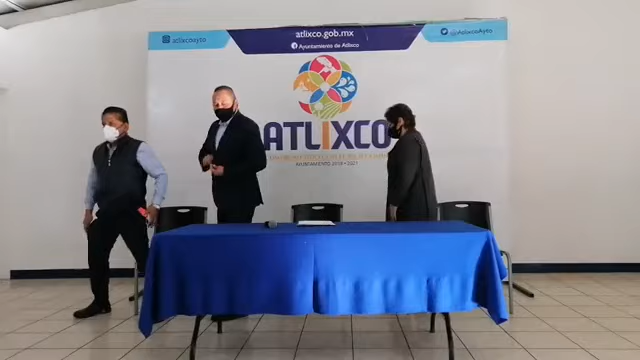 atlixco.gob.mx
atlixcoayto
Ayuntamiento de Atlixco
@AtlixcoAyto
ATLIXCO
AYUNTAMIENTO 2018 • 2021